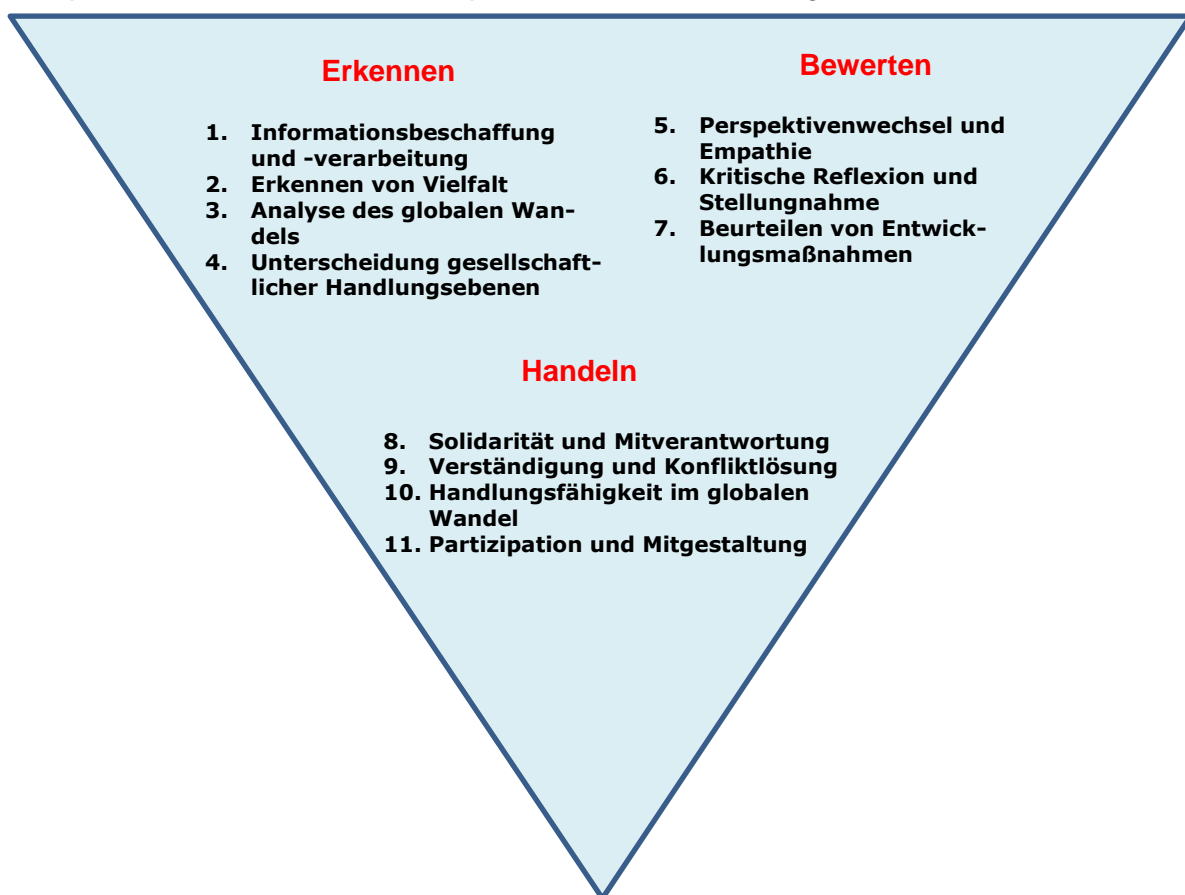 Erkennen
1. Informationsbeschaffung
und -verarbeitung
2. Erkennen von Vielfalt
3. Analyse des globalen Wan-
dels
4. Unterscheidung gesellschaft-
licher Handlungsebenen
Bewerten
5. Perspektivenwechsel und
Empathie
6. Kritische Reflexion und
Stellungnahme
7. Beurteilen von Entwick-
lungsmaßnahmen
Handeln
8. Solidarität und Mitverantwortung
9. Verständigung und Konfliktlösung
10. Handlungsfähigkeit im globalen
Wandel
11. Partizipation und Mitgestaltung